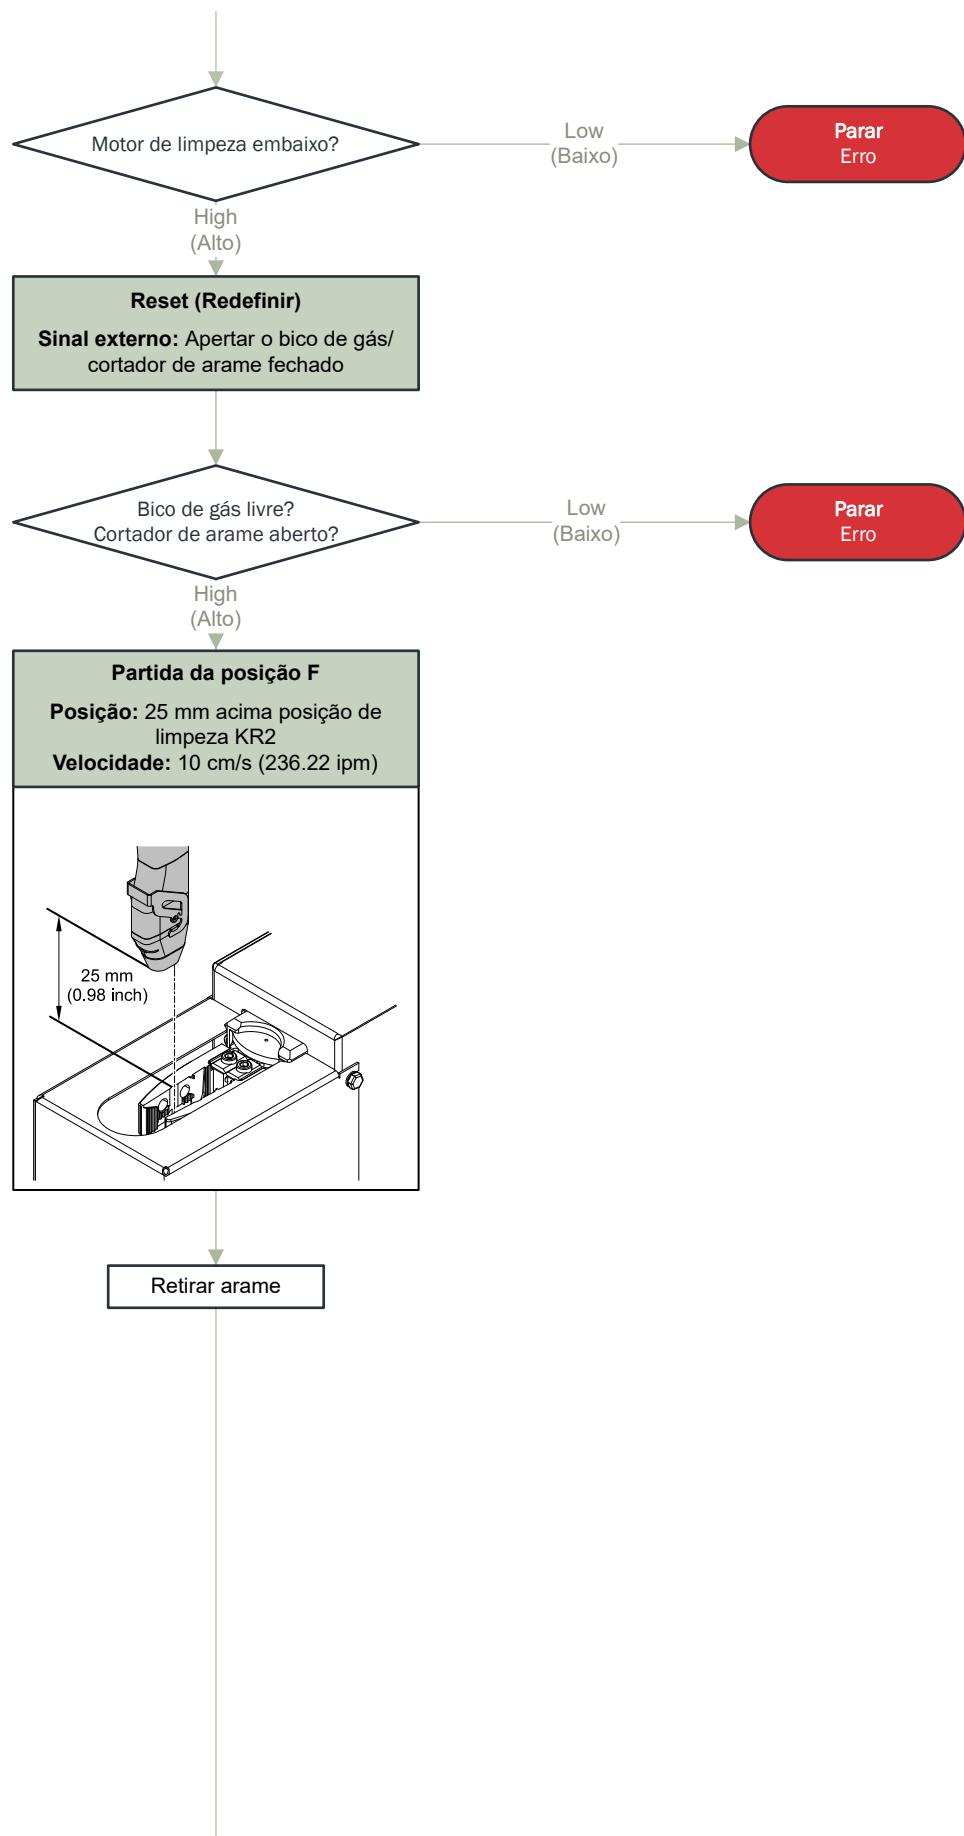 Motor de limpeza embaixo?
Low
(Baixo)
Parar
Erro
High
(Alto)
Reset (Redefinir)
Sinal externo: Apertar o bico de gás/
cortador de arame fechado
Bico de gás livre?
Cortador de arame aberto?
Low
(Baixo)
Parar
Erro
High
(Alto)
Partida da posição F
Posição: 25 mm acima posição de
limpeza KR2
Velocidade: 10 cm/s (236.22 ipm)
25 mm
(0.98 inch)
Retirar arame